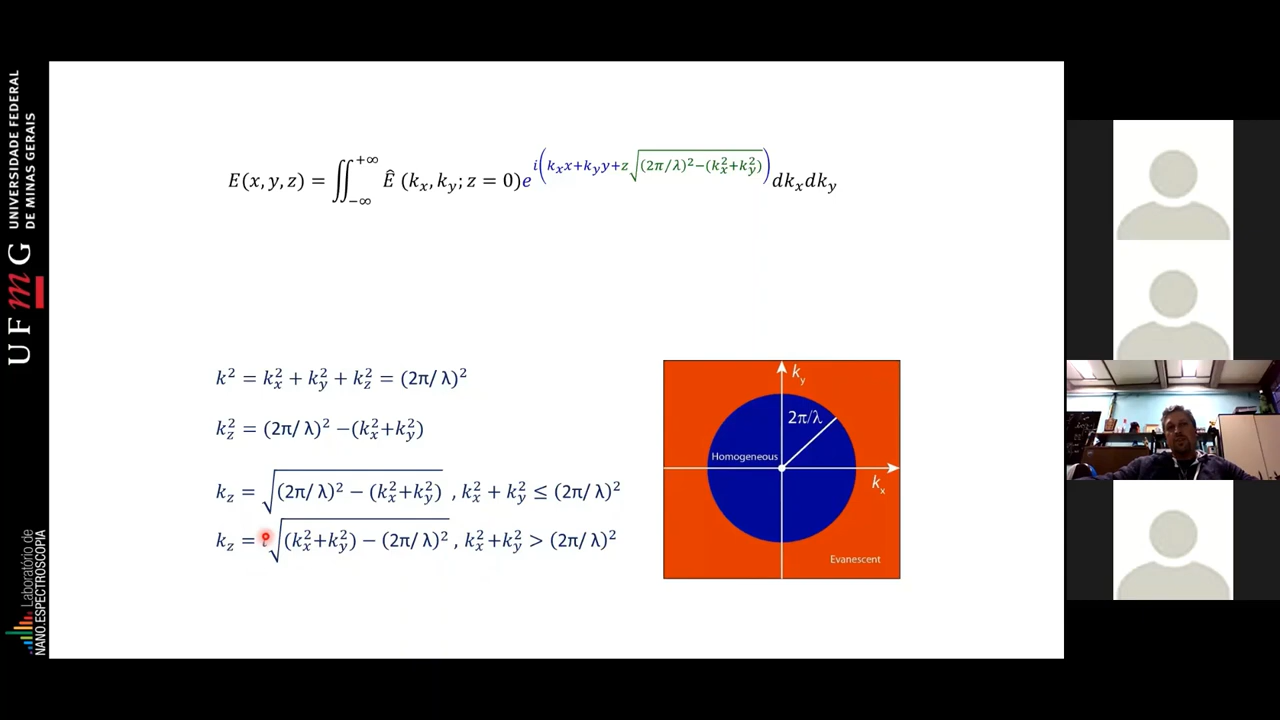 UNIVERSIDADE FEDERAL
DE MINAS GERAIS
UFmG
Laboratório de
NANO.ESPECTROSCOPIA
E(x, y, z) = ∬₋∞⁺∞ Ê (kₓ, k_y; z = 0)e^{i(kₓx+k_yy+z√((2π/λ)²−(kₓ²+k_y²)))} dkₓdk_y
k² = kₓ² + k_y² + k_z² = (2π/ λ)²
k_z² = (2π/ λ)² −(kₓ²+k_y²)
k_z = √((2π/ λ)² − (kₓ²+k_y²)) , kₓ² + k_y² ≤ (2π/ λ)²
k_z = i√((kₓ²+k_y²) − (2π/ λ)²) , kₓ²+k_y² > (2π/ λ)²
k_y
2π/λ
Homogeneous
kₓ
Evanescent